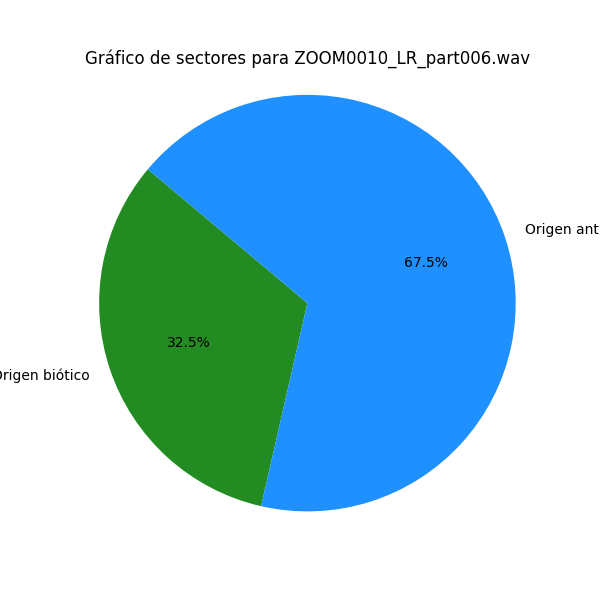 Gráfico de sectores para ZOOM0010_LR_part006.wav
Origen ant
67.5%
32.5%
Origen biótico